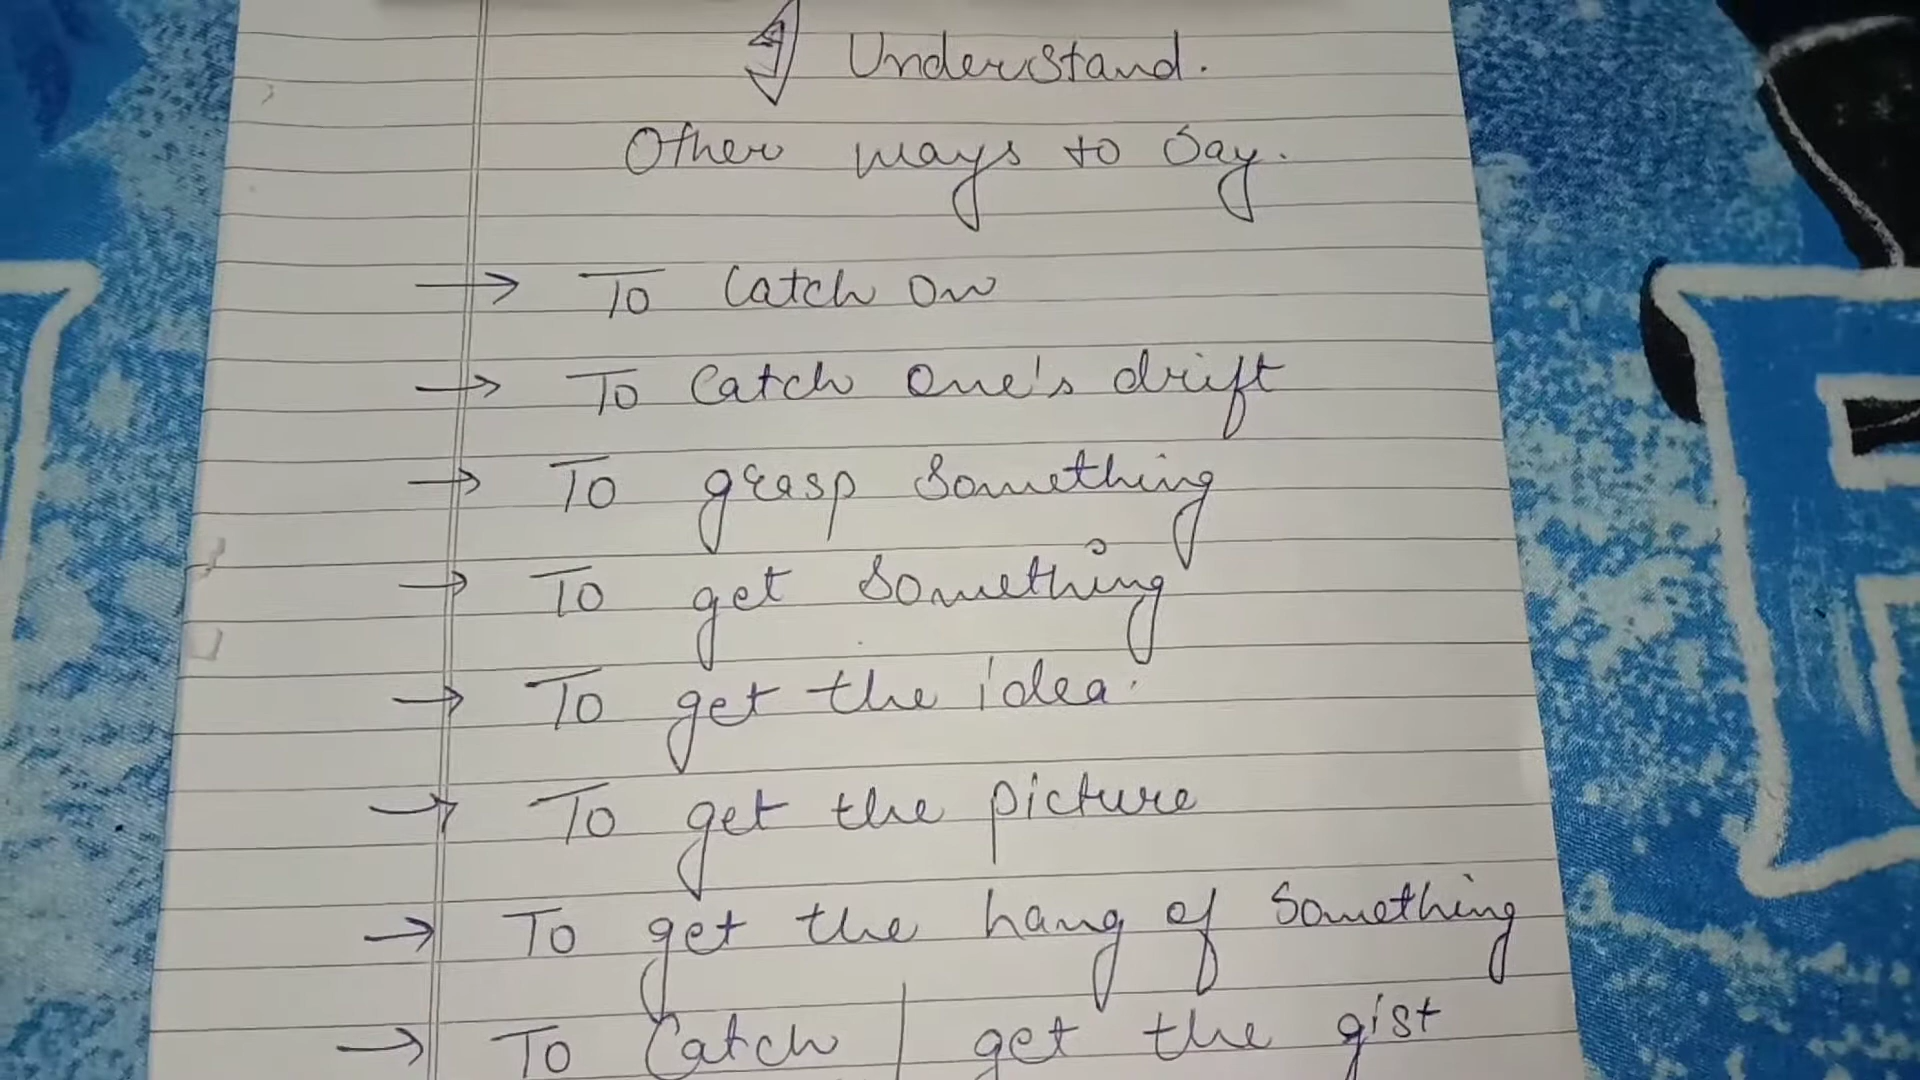 I Understand.
Other ways to Say.
→ To Catch on
→ To Catch One's drift
→ To grasp Something
→ To get Something
→ To get the idea.
→ To get the picture
→ To get the hang of Something
→ To Catch / get the gist